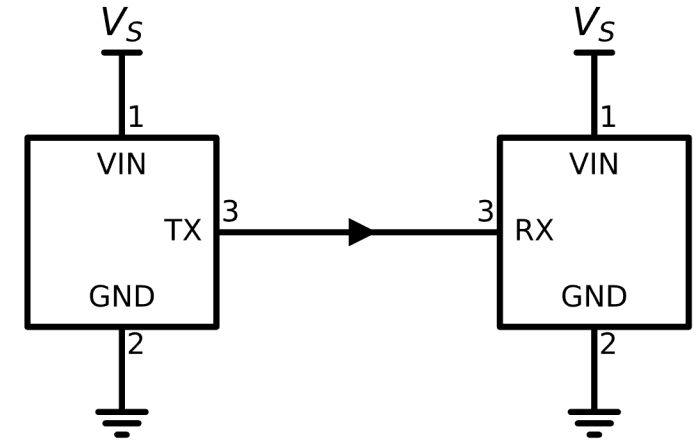 V_S V_S
1 1
VIN VIN
3 3
TX RX
GND GND
2 2